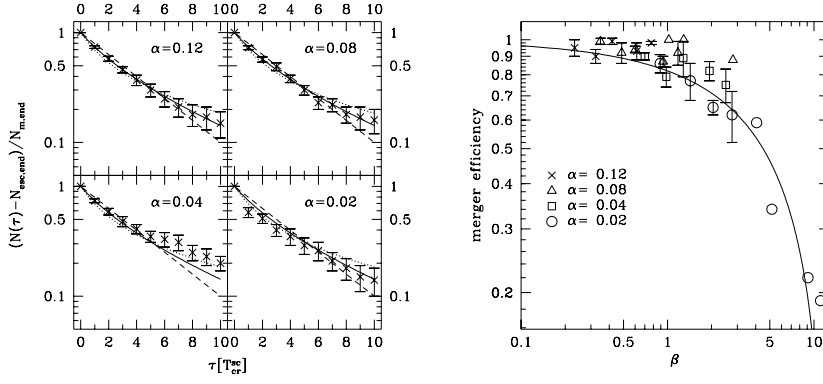 0 2 4 6 8 10 0 2 4 6 8 10
1 α=0.12 α=0.08 1
0.5 0.5
0.1 0.1
1 α=0.04 α=0.02 1
0.5 0.5
0.1 0.1
0 2 4 6 8 10 0 2 4 6 8 10
(N(τ)−N_esc,end)/N_m,end
τ[T_cr^sc]
merger efficiency
1
0.9
0.8
0.7
0.6
0.5
0.4
0.3
0.2
× α= 0.12
△ α= 0.08
□ α= 0.04
○ α= 0.02
0.1 0.5 1 5 10
β